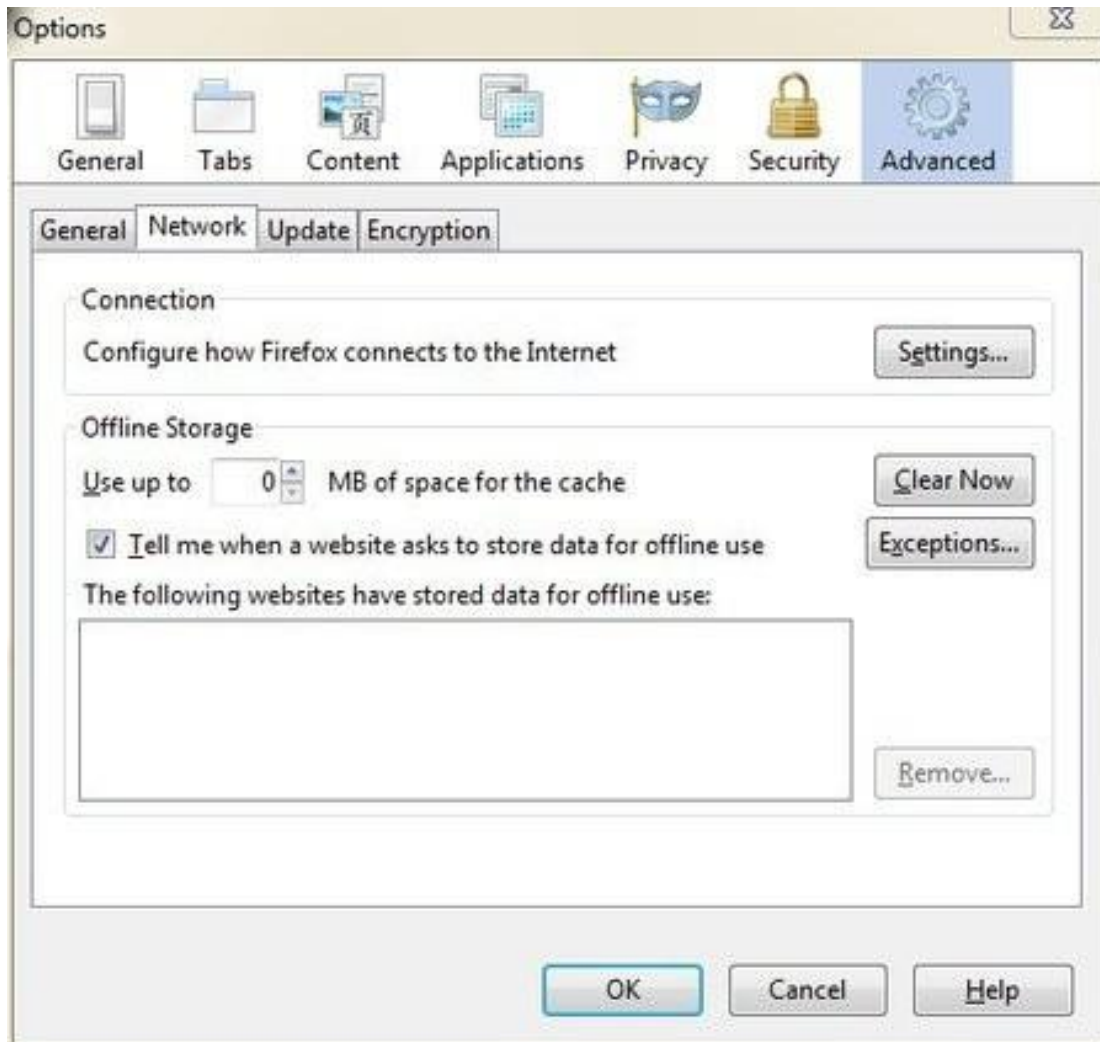 Options
General Tabs Content Applications Privacy Security Advanced
General Network Update Encryption
Connection
Configure how Firefox connects to the Internet Settings...
Offline Storage
Use up to 0 MB of space for the cache Clear Now
Tell me when a website asks to store data for offline use Exceptions...
The following websites have stored data for offline use:
Remove...
OK Cancel Help